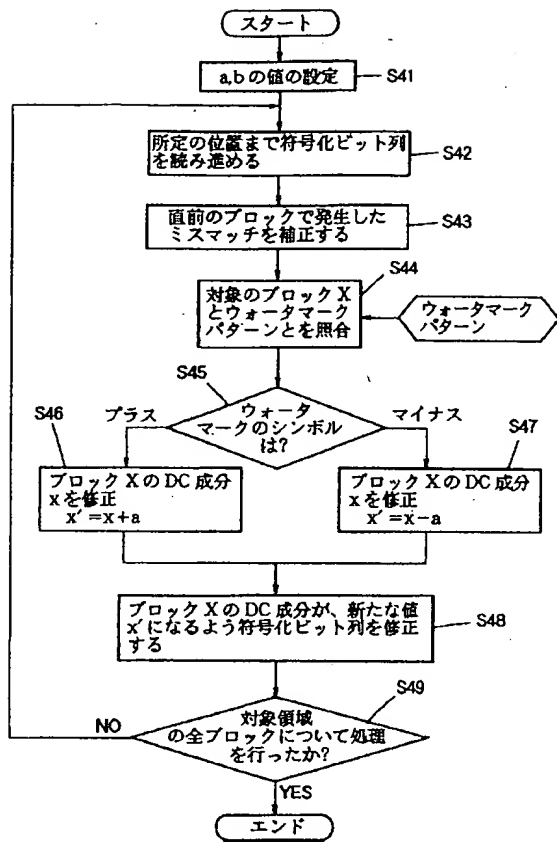 スタート
a,bの値の設定
S41
所定の位置まで符号化ビット列
を読み進める
S42
直前のブロックで発生した
ミスマッチを補正する
S43
S44
対象のブロックX
とウォータマーク
パターンとを照合
ウォータマーク
パターン
S45
ウォータ
マークのシンボル
は?
プラス
マイナス
S46
ブロックXのDC成分
xを修正
x′=x+a
S47
ブロックXのDC成分
xを修正
x′=x−a
ブロックXのDC成分が、新たな値
x′になるよう符号化ビット列を修正
する
S48
S49
対象領域
の全ブロックについて処理
を行ったか?
NO
YES
エンド